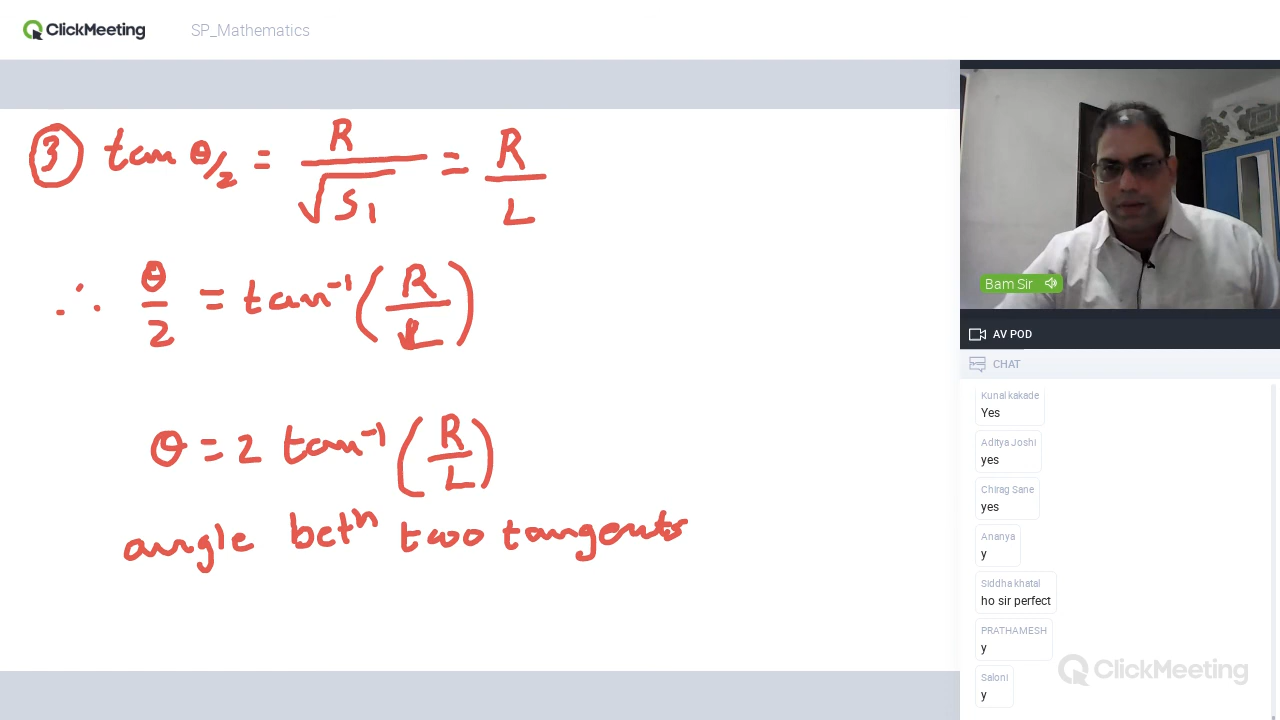 ClickMeeting SP_Mathematics
③ tan θ/2 = R/√S₁ = R/L
∴ θ/2 = tan⁻¹(R/L)
θ = 2 tan⁻¹(R/L)
angle betⁿ two tangents
Bam Sir
AV POD
CHAT
Kunal kakade
Yes
Aditya Joshi
yes
Chirag Sane
yes
Ananya
y
Siddha khatal
ho sir perfect
PRATHAMESH
y
Saloni
y
ClickMeeting